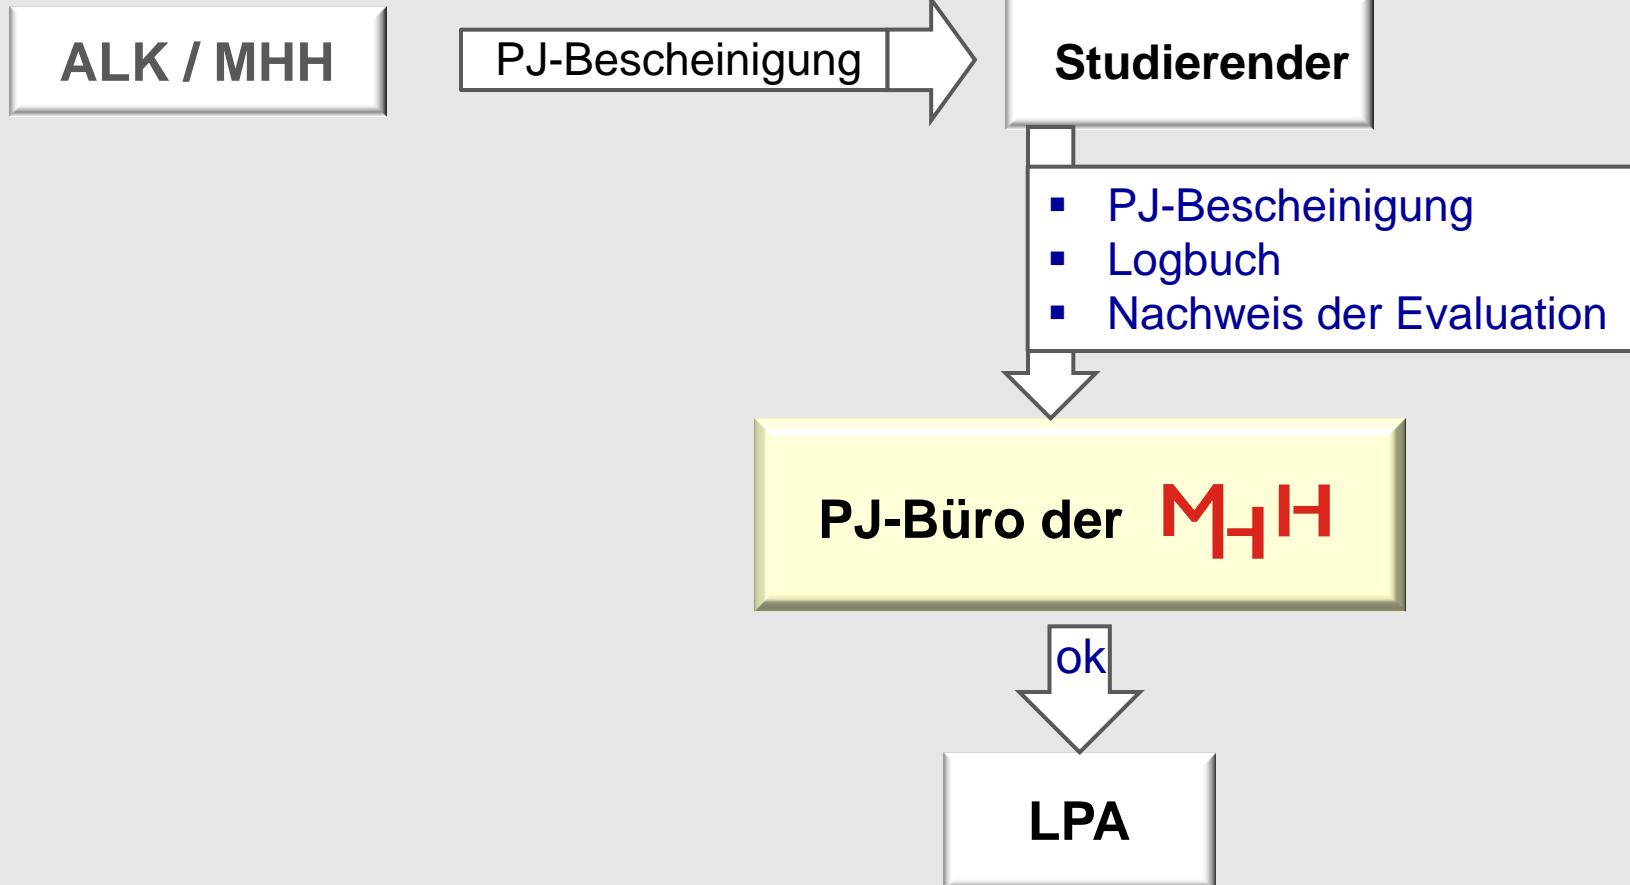 ALK / MHH
PJ-Bescheinigung
Studierender
▪ PJ-Bescheinigung
▪ Logbuch
▪ Nachweis der Evaluation
PJ-Büro der MHH
ok
LPA